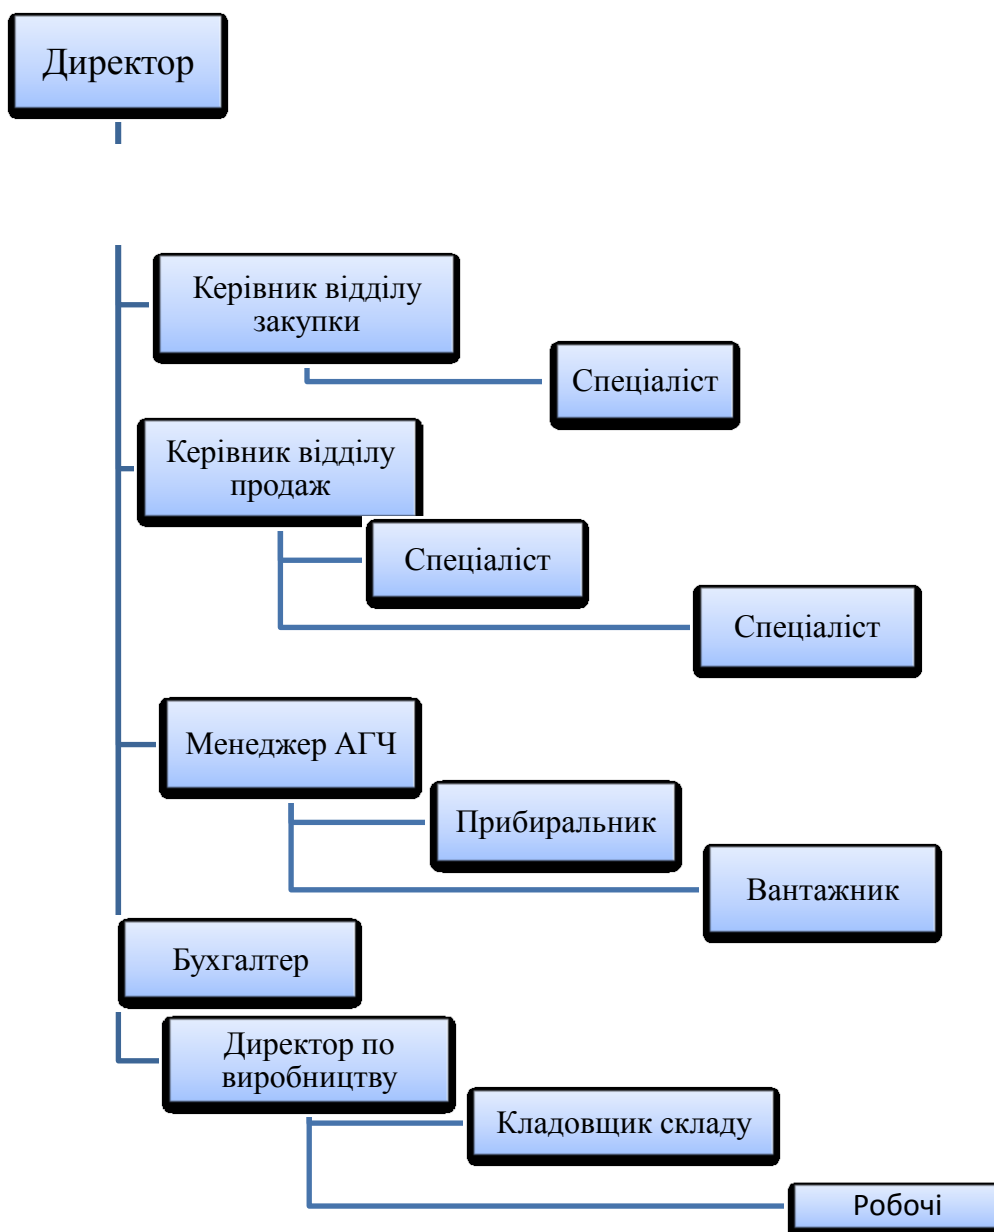 Директор
Керівник відділу
закупки
Спеціаліст
Керівник відділу
продаж
Спеціаліст
Спеціаліст
Менеджер АГЧ
Прибиральник
Вантажник
Бухгалтер
Директор по
виробництву
Кладовщик складу
Робочі